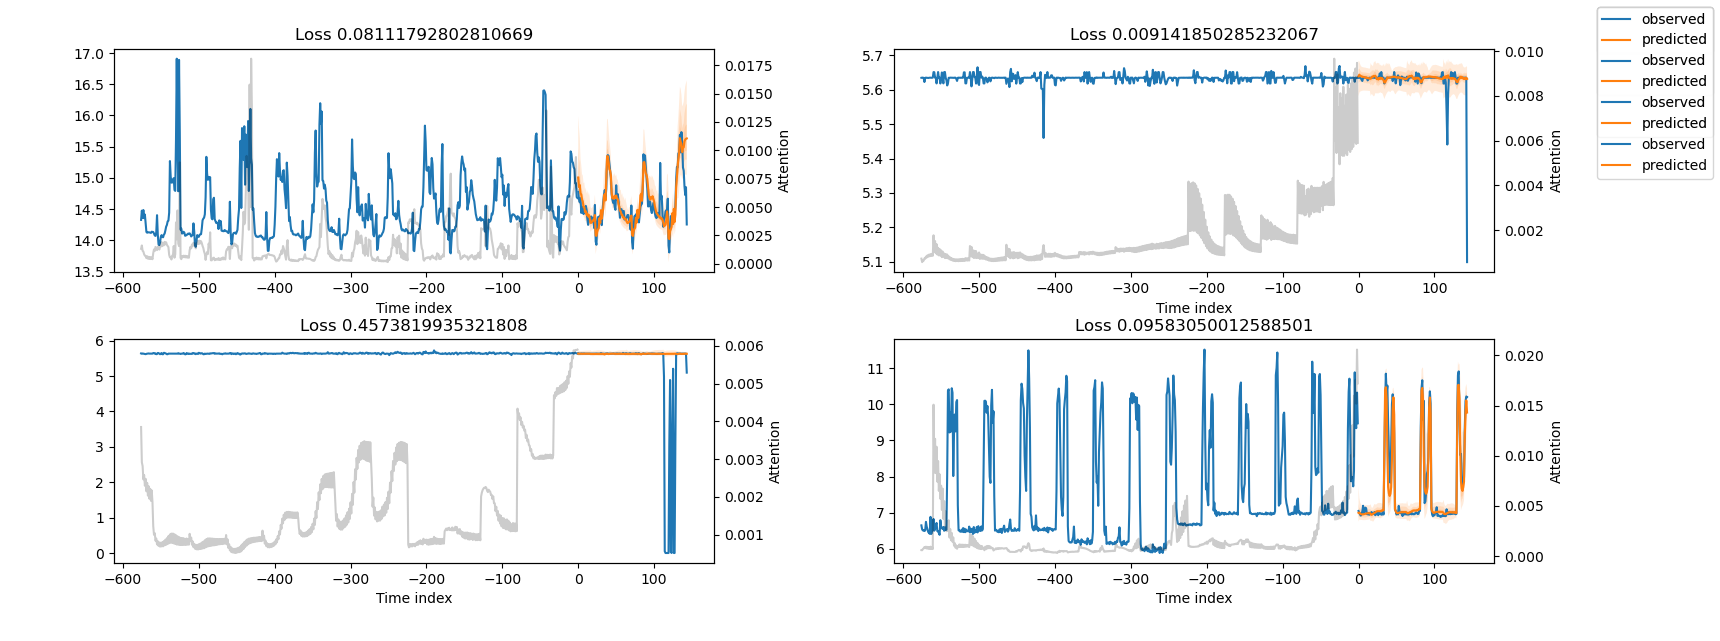 Loss 0.08111792802810669
17.0
16.5
16.0
15.5
15.0
14.5
14.0
13.5
0.0175
0.0150
0.0125
0.0100
0.0075
0.0050
0.0025
0.0000
Attention
−600 −500 −400 −300 −200 −100 0 100
Time index
Loss 0.009141850285232067
5.7
5.6
5.5
5.4
5.3
5.2
5.1
0.010
0.008
0.006
0.004
0.002
Attention
−600 −500 −400 −300 −200 −100 0 100
Time index
observed
predicted
observed
predicted
observed
predicted
observed
predicted
Loss 0.4573819935321808
6
5
4
3
2
1
0
0.006
0.005
0.004
0.003
0.002
0.001
Attention
−600 −500 −400 −300 −200 −100 0 100
Time index
Loss 0.09583050012588501
11
10
9
8
7
6
0.020
0.015
0.010
0.005
0.000
Attention
−600 −500 −400 −300 −200 −100 0 100
Time index